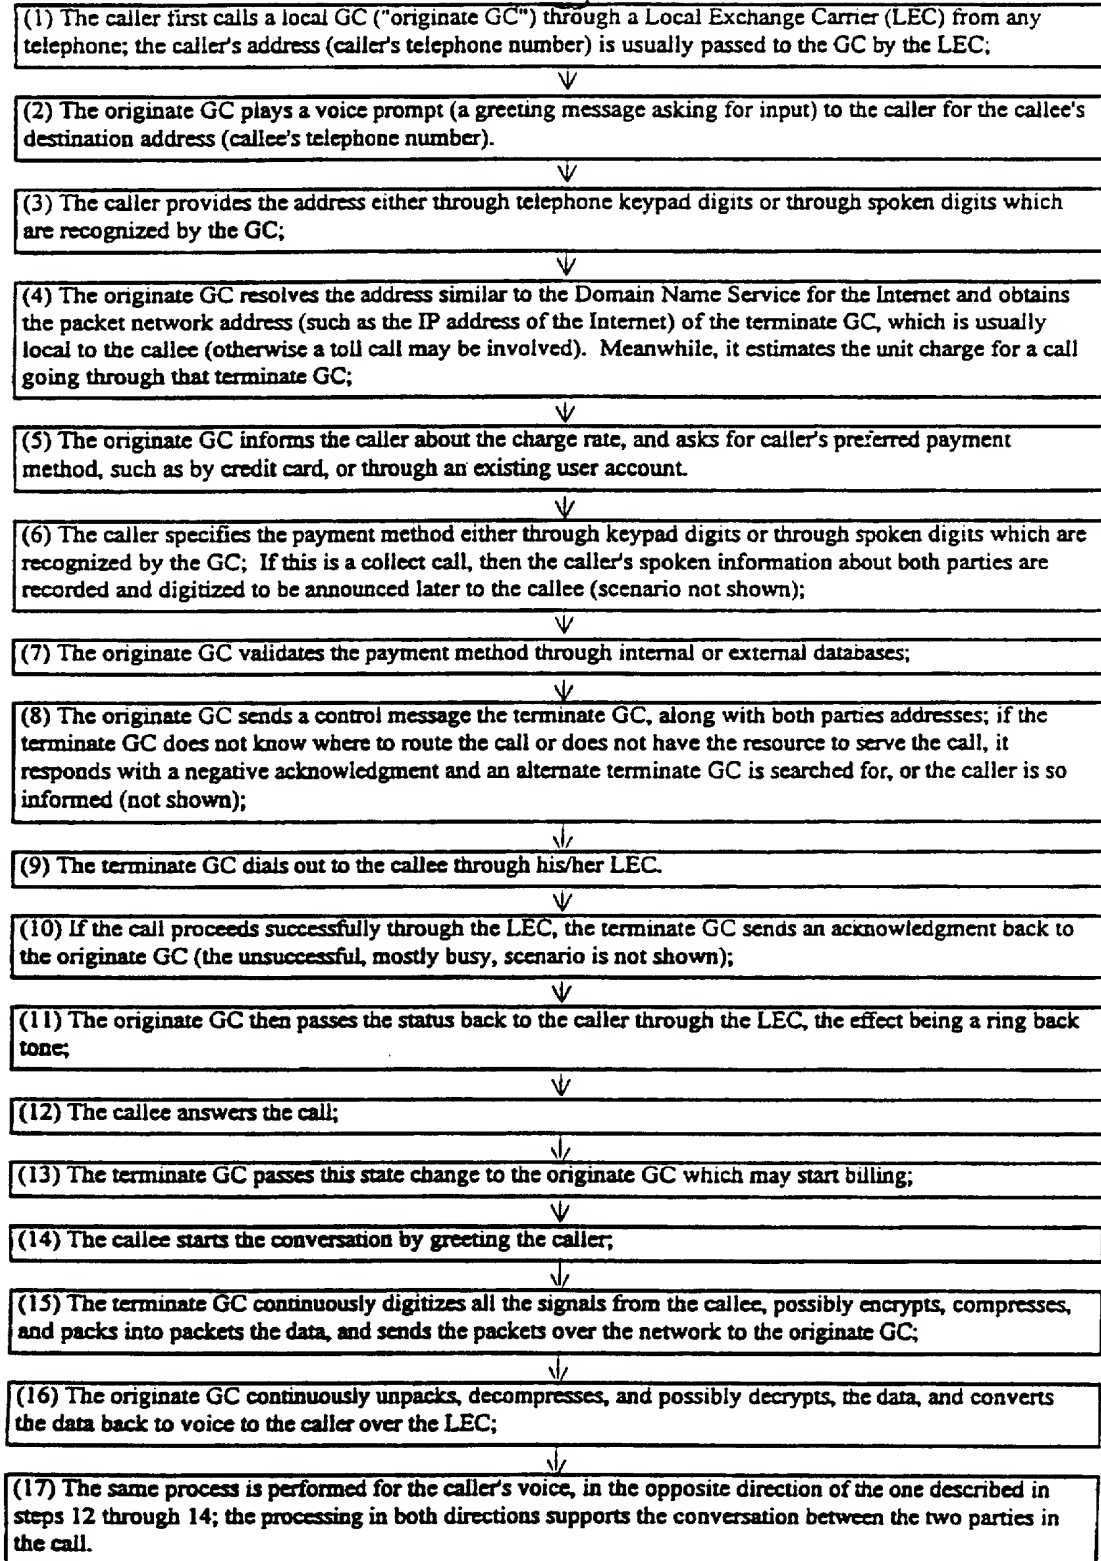 (1) The caller first calls a local GC ("originate GC") through a Local Exchange Carrier (LEC) from any
telephone; the caller's address (caller's telephone number) is usually passed to the GC by the LEC;
(2) The originate GC plays a voice prompt (a greeting message asking for input) to the caller for the callee's
destination address (callee's telephone number).
(3) The caller provides the address either through telephone keypad digits or through spoken digits which
are recognized by the GC;
(4) The originate GC resolves the address similar to the Domain Name Service for the Internet and obtains
the packet network address (such as the IP address of the Internet) of the terminate GC, which is usually
local to the callee (otherwise a toll call may be involved). Meanwhile, it estimates the unit charge for a call
going through that terminate GC;
(5) The originate GC informs the caller about the charge rate, and asks for caller's preferred payment
method, such as by credit card, or through an existing user account.
(6) The caller specifies the payment method either through keypad digits or through spoken digits which are
recognized by the GC; If this is a collect call, then the caller's spoken information about both parties are
recorded and digitized to be announced later to the callee (scenario not shown);
(7) The originate GC validates the payment method through internal or external databases;
(8) The originate GC sends a control message the terminate GC, along with both parties addresses; if the
terminate GC does not know where to route the call or does not have the resource to serve the call, it
responds with a negative acknowledgment and an alternate terminate GC is searched for, or the caller is so
informed (not shown);
(9) The terminate GC dials out to the callee through his/her LEC.
(10) If the call proceeds successfully through the LEC, the terminate GC sends an acknowledgment back to
the originate GC (the unsuccessful, mostly busy, scenario is not shown);
(11) The originate GC then passes the status back to the caller through the LEC, the effect being a ring back
tone;
(12) The callee answers the call;
(13) The terminate GC passes this state change to the originate GC which may start billing;
(14) The callee starts the conversation by greeting the caller;
(15) The terminate GC continuously digitizes all the signals from the callee, possibly encrypts, compresses,
and packs into packets the data, and sends the packets over the network to the originate GC;
(16) The originate GC continuously unpacks, decompresses, and possibly decrypts, the data, and converts
the data back to voice to the caller over the LEC;
(17) The same process is performed for the caller's voice, in the opposite direction of the one described in
steps 12 through 14; the processing in both directions supports the conversation between the two parties in
the call.